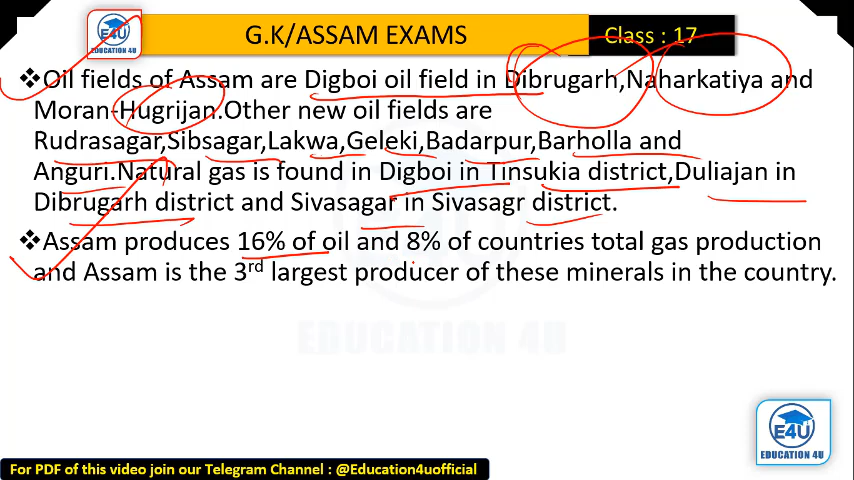 E4U
EDUCATION 4U
G.K/ASSAM EXAMS
Class : 17
❖Oil fields of Assam are Digboi oil field in Dibrugarh,Naharkatiya and
Moran-Hugrijan.Other new oil fields are
Rudrasagar,Sibsagar,Lakwa,Geleki,Badarpur,Barholla and
Anguri.Natural gas is found in Digboi in Tinsukia district,Duliajan in
Dibrugarh district and Sivasagar in Sivasagr district.
❖Assam produces 16% of oil and 8% of countries total gas production
and Assam is the 3rd largest producer of these minerals in the country.
EDUCATION 4U
E4U
EDUCATION 4U
For PDF of this video join our Telegram Channel : @Education4uofficial